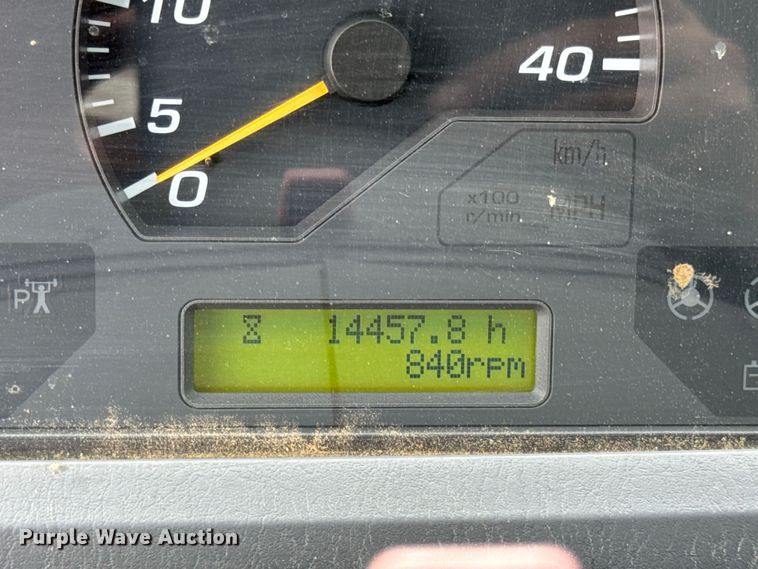 10
5
0
40
km/h
x100
r/min
MPH
P
14457.8 h
840rpm
Purple Wave Auction